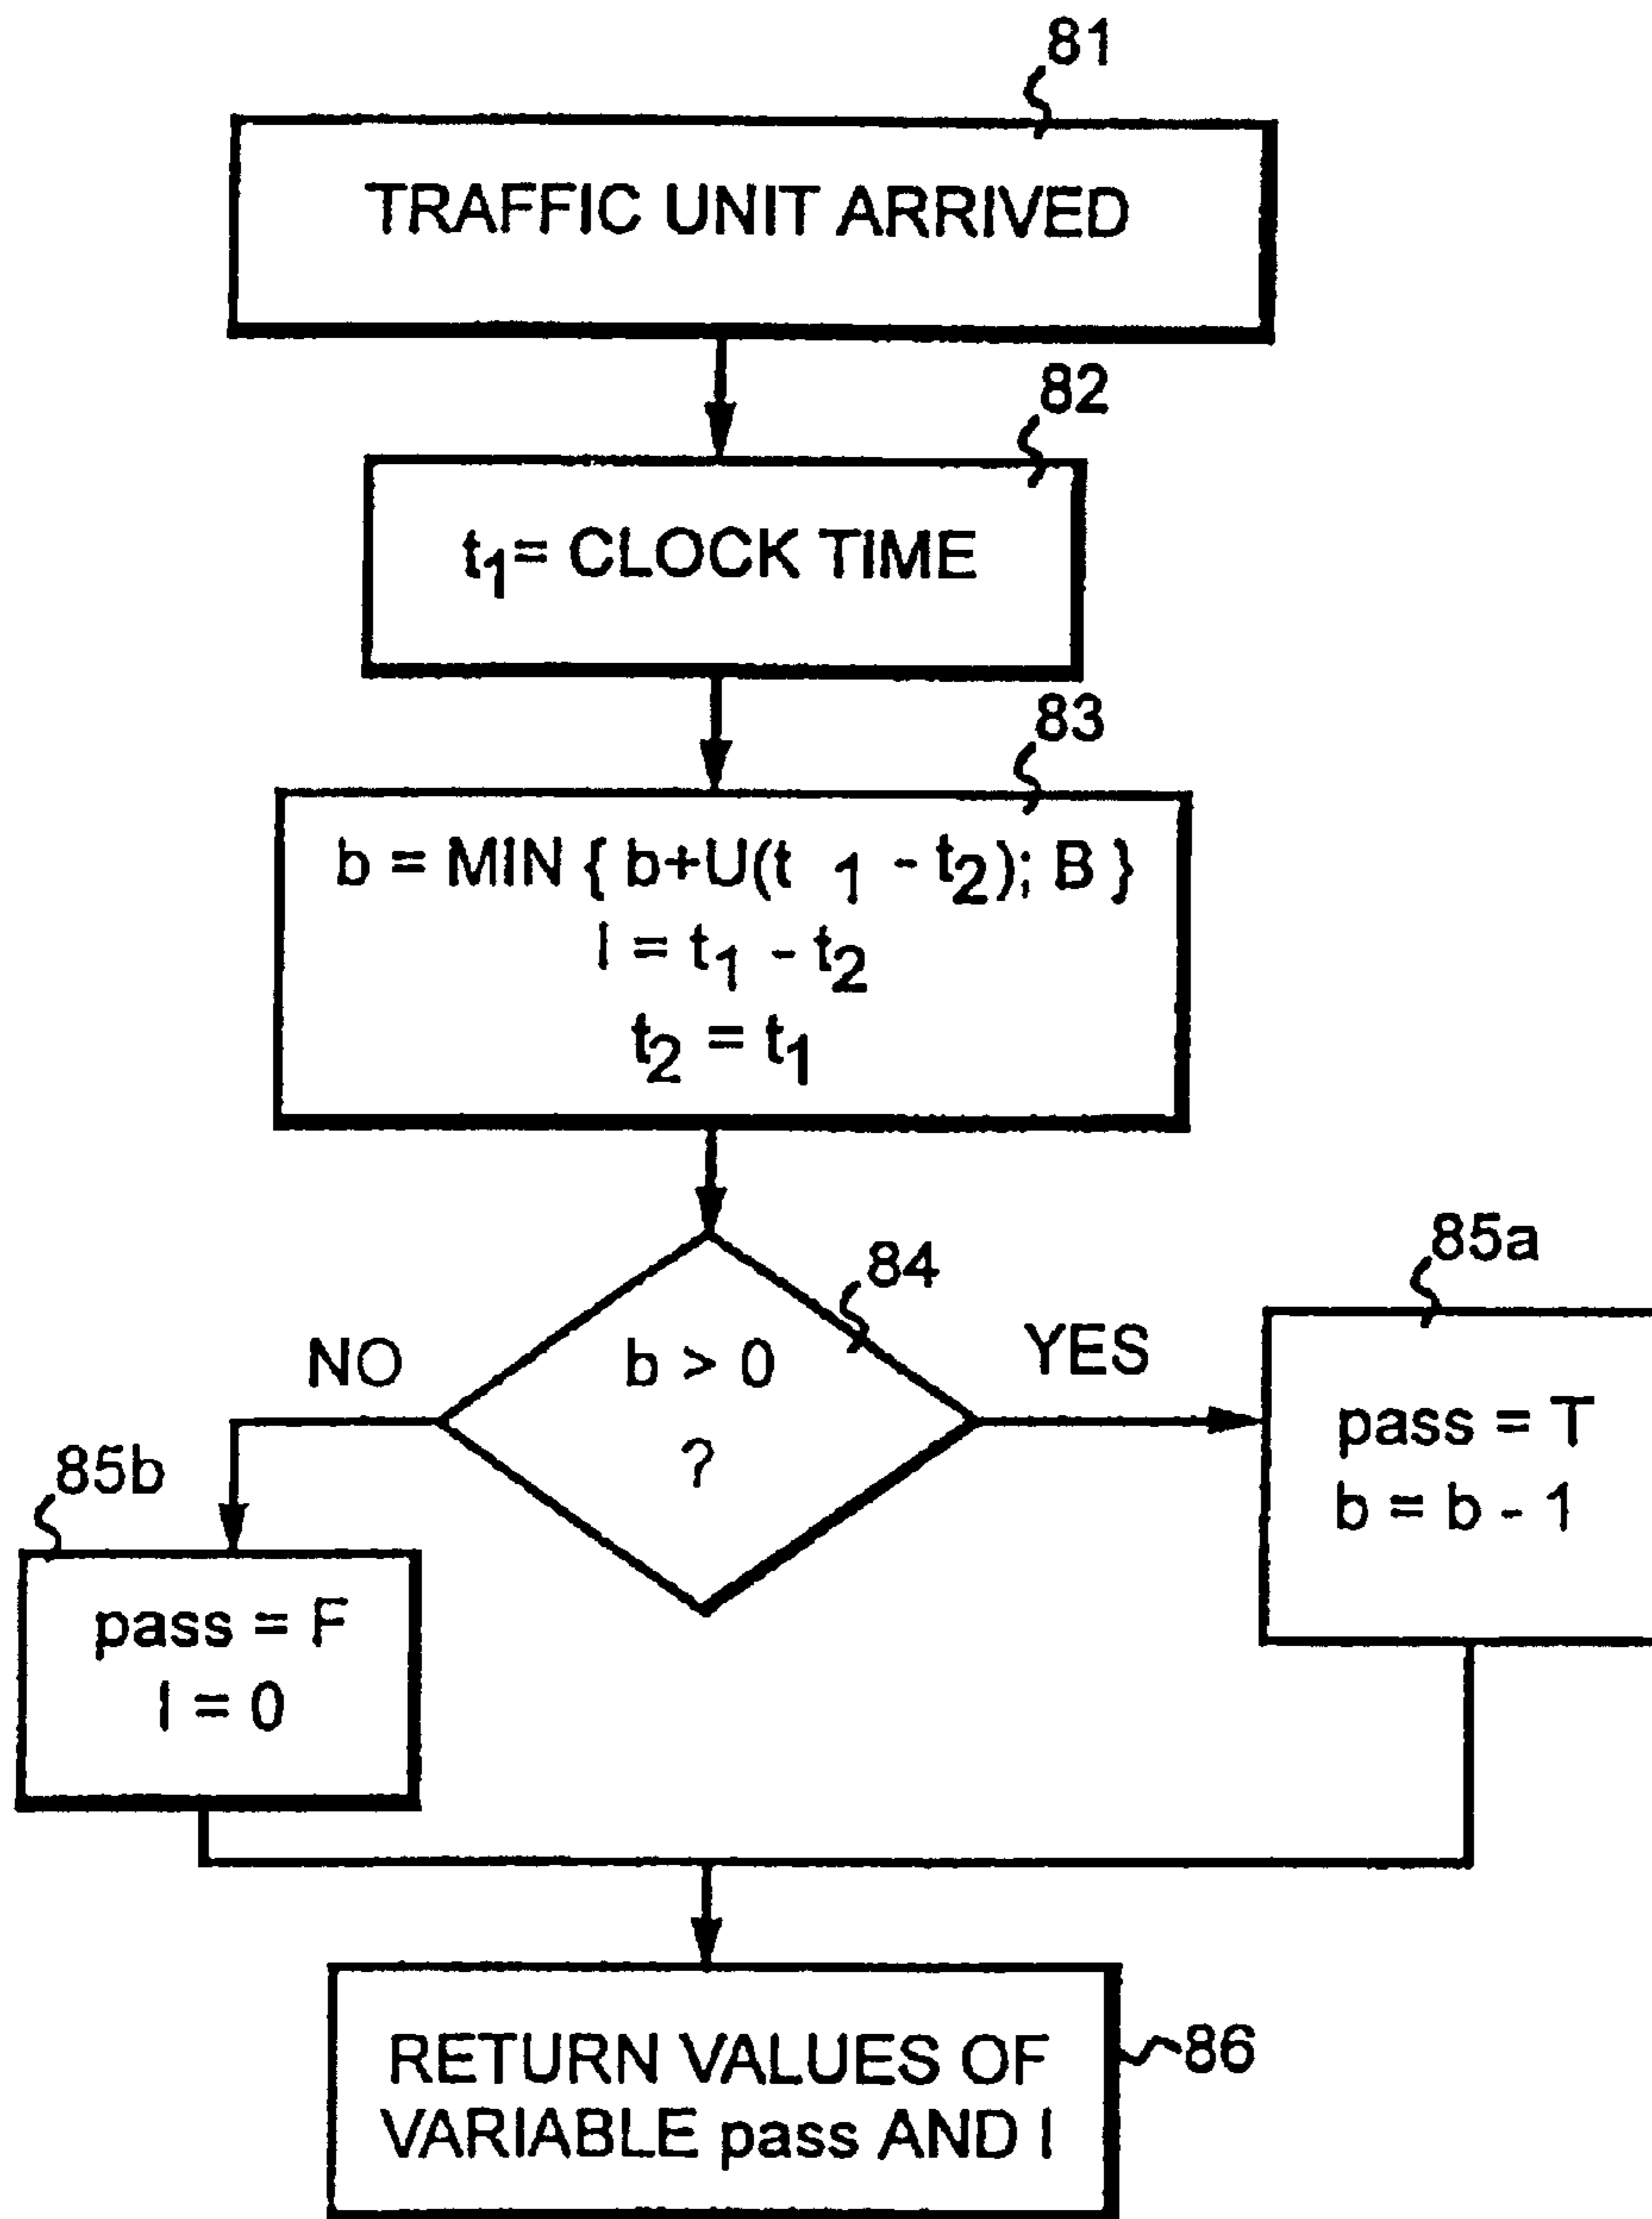 81
TRAFFIC UNIT ARRIVED
82
t₁= CLOCK TIME
83
b = MIN { b+U(t ₁ - t₂); B }
I = t₁ - t₂
t₂ = t₁
84
b > 0
?
NO
YES
85a
pass = T
b = b - 1
85b
pass = F
I = 0
RETURN VALUES OF
VARIABLE pass AND I
86